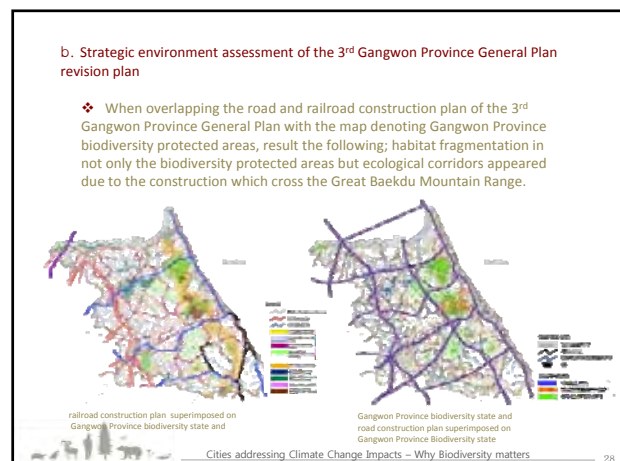 b. Strategic environment assessment of the 3rd Gangwon Province General Plan
revision plan
❖ When overlapping the road and railroad construction plan of the 3rd
Gangwon Province General Plan with the map denoting Gangwon Province
biodiversity protected areas, result the following; habitat fragmentation in
not only the biodiversity protected areas but ecological corridors appeared
due to the construction which cross the Great Baekdu Mountain Range.
railroad construction plan superimposed on
Gangwon Province biodiversity state and
Gangwon Province biodiversity state and
road construction plan superimposed on
Gangwon Province Biodiversity state
Cities addressing Climate Change Impacts – Why Biodiversity matters
28